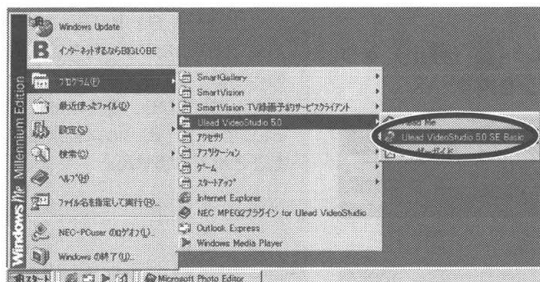 Windows Update
インターネットするならBIGLOBE
プログラム(P)
最近使ったファイル(D)
設定(S)
検索(C)
ヘルプ(H)
ファイル名を指定して実行(R)...
NEC-PCuser のログオフ(L)...
Windows の終了(U)...
Windows Me Millennium Edition
SmartGallery
SmartVision
SmartVision TV録画予約サービスクライアント
Ulead VideoStudio 5.0
アクセサリ
アプリケーション
ゲーム
スタートアップ
Internet Explorer
NEC MPEG2プラグイン for Ulead VideoStudio
Outlook Express
Windows Media Player
Ulead VideoStudio 5.0 SE Basic
スタート
Microsoft Photo Editor